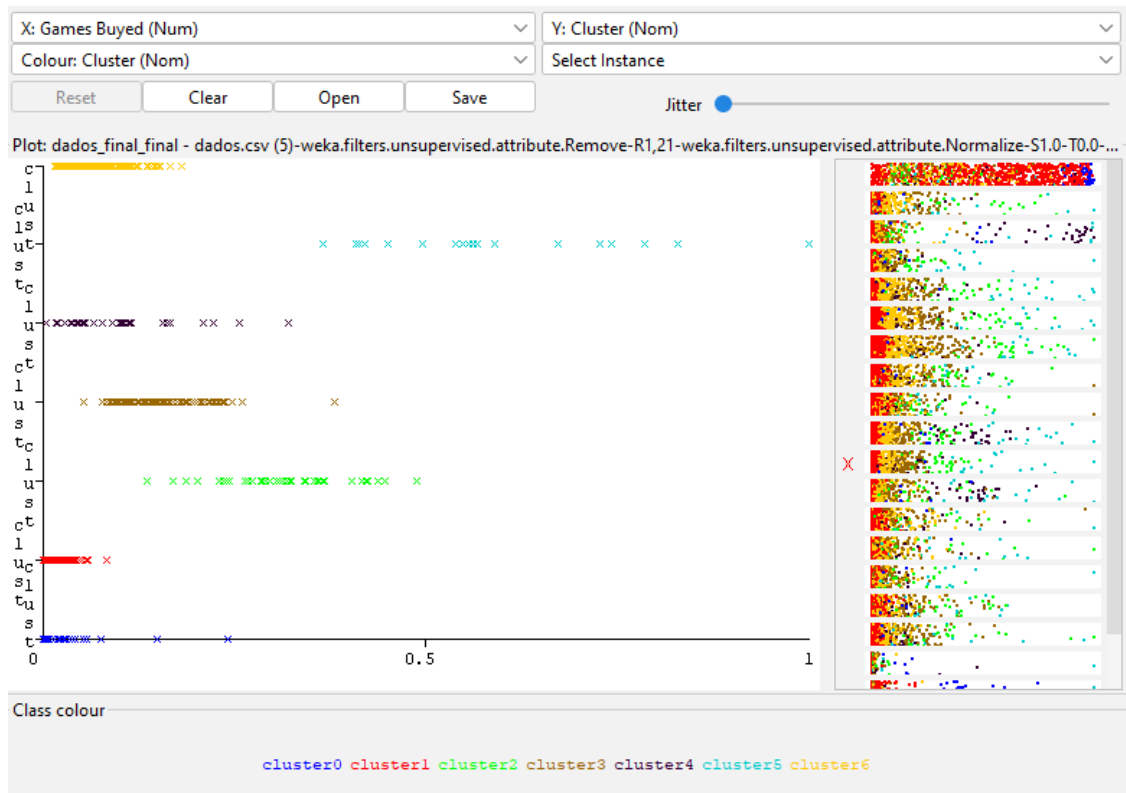 X: Games Buyed (Num) Y: Cluster (Nom)
Colour: Cluster (Nom) Select Instance
Reset Clear Open Save Jitter
Plot: dados_final_final - dados.csv (5)-weka.filters.unsupervised.attribute.Remove-R1,21-weka.filters.unsupervised.attribute.Normalize-S1.0-T0.0-...
0 0.5 1
X
Class colour
cluster0 cluster1 cluster2 cluster3 cluster4 cluster5 cluster6